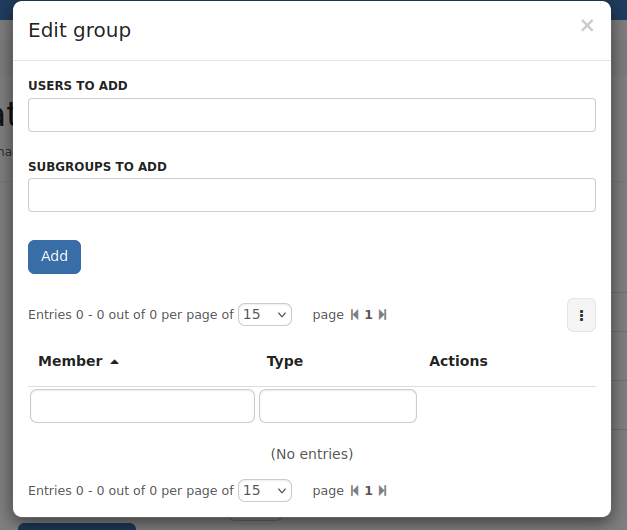 Edit group
×
USERS TO ADD
SUBGROUPS TO ADD
Add
Entries 0 - 0 out of 0 per page of 15 page 1
Member Type Actions
(No entries)
Entries 0 - 0 out of 0 per page of 15 page 1